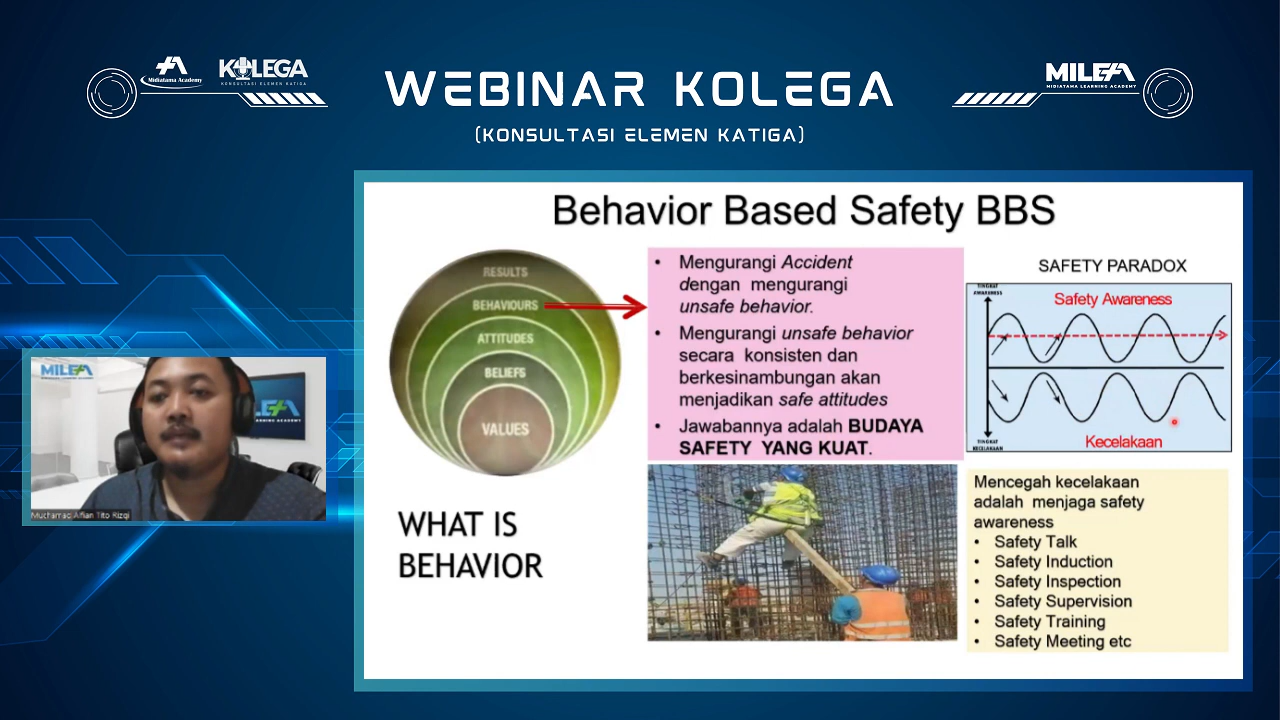 Midiatama Academy
KOLEGA
KONSULTASI ELEMEN KATIGA
WEBINAR KOLEGA
(KONSULTASI ELEMEN KATIGA)
MILEA
MIDIATAMA LEARNING ACADEMY
Behavior Based Safety BBS
RESULTS
BEHAVIOURS
ATTITUDES
BELIEFS
VALUES
WHAT IS
BEHAVIOR
• Mengurangi Accident
dengan mengurangi
unsafe behavior.
• Mengurangi unsafe behavior
secara konsisten dan
berkesinambungan akan
menjadikan safe attitudes
• Jawabannya adalah BUDAYA
SAFETY YANG KUAT.
SAFETY PARADOX
TINGKAT
AWARENESS
Safety Awareness
Kecelakaan
TINGKAT
KECELAKAAN
Mencegah kecelakaan
adalah menjaga safety
awareness
• Safety Talk
• Safety Induction
• Safety Inspection
• Safety Supervision
• Safety Training
• Safety Meeting etc
MILEA
Muchamad Alfian Tito Rizqi